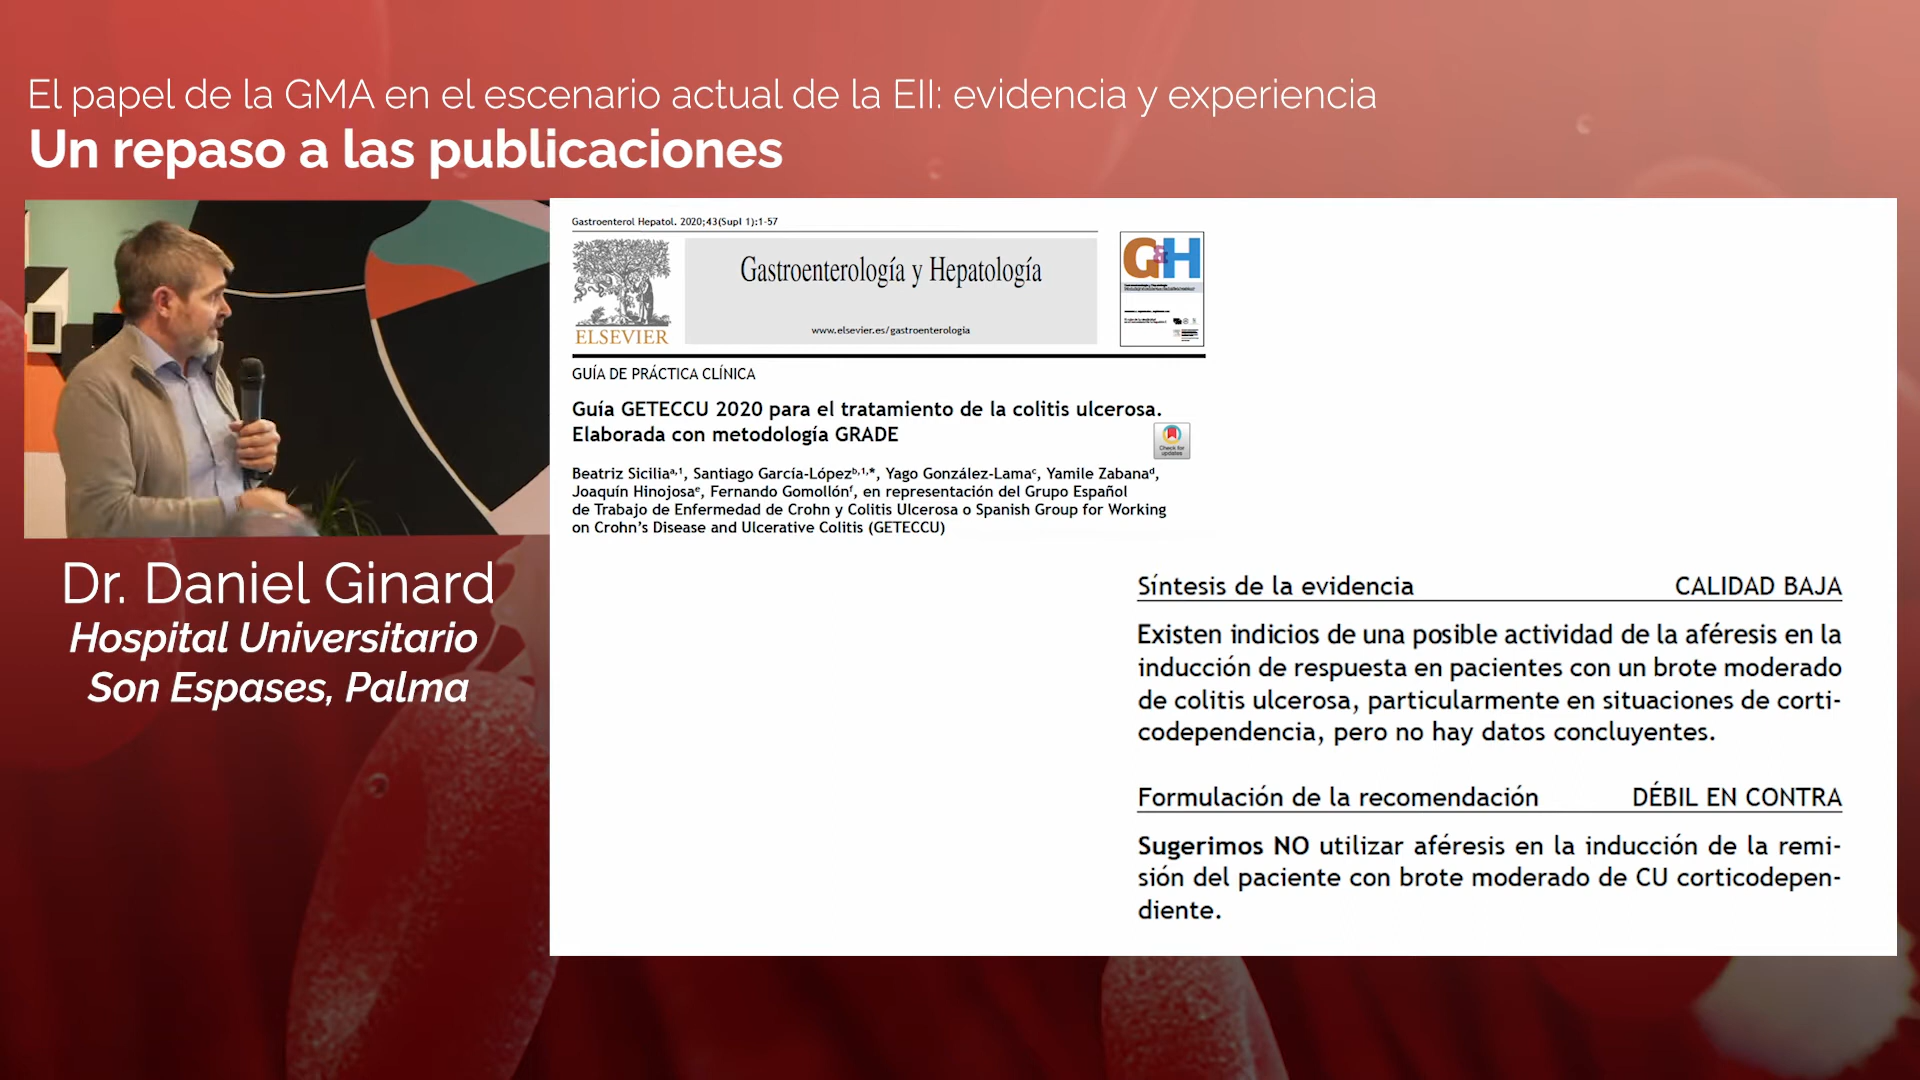 El papel de la GMA en el escenario actual de la EII: evidencia y experiencia
Un repaso a las publicaciones
Dr. Daniel Ginard
Hospital Universitario
Son Espases, Palma
Gastroenterol Hepatol. 2020;43(Supl 1):1-57
ELSEVIER
Gastroenterología y Hepatología
www.elsevier.es/gastroenterologia
G&H
GUÍA DE PRÁCTICA CLÍNICA
Guía GETECCU 2020 para el tratamiento de la colitis ulcerosa.
Elaborada con metodología GRADE
Check for
updates
Beatriz Siciliaᵃ,¹, Santiago García-Lópezᵇ,¹,*, Yago González-Lamaᶜ, Yamile Zabanaᵈ,
Joaquín Hinojosaᵉ, Fernando Gomollónᶠ, en representación del Grupo Español
de Trabajo de Enfermedad de Crohn y Colitis Ulcerosa o Spanish Group for Working
on Crohn’s Disease and Ulcerative Colitis (GETECCU)
Síntesis de la evidencia CALIDAD BAJA
Existen indicios de una posible actividad de la aféresis en la
inducción de respuesta en pacientes con un brote moderado
de colitis ulcerosa, particularmente en situaciones de corti-
codependencia, pero no hay datos concluyentes.
Formulación de la recomendación DÉBIL EN CONTRA
Sugerimos NO utilizar aféresis en la inducción de la remi-
sión del paciente con brote moderado de CU corticodepen-
diente.